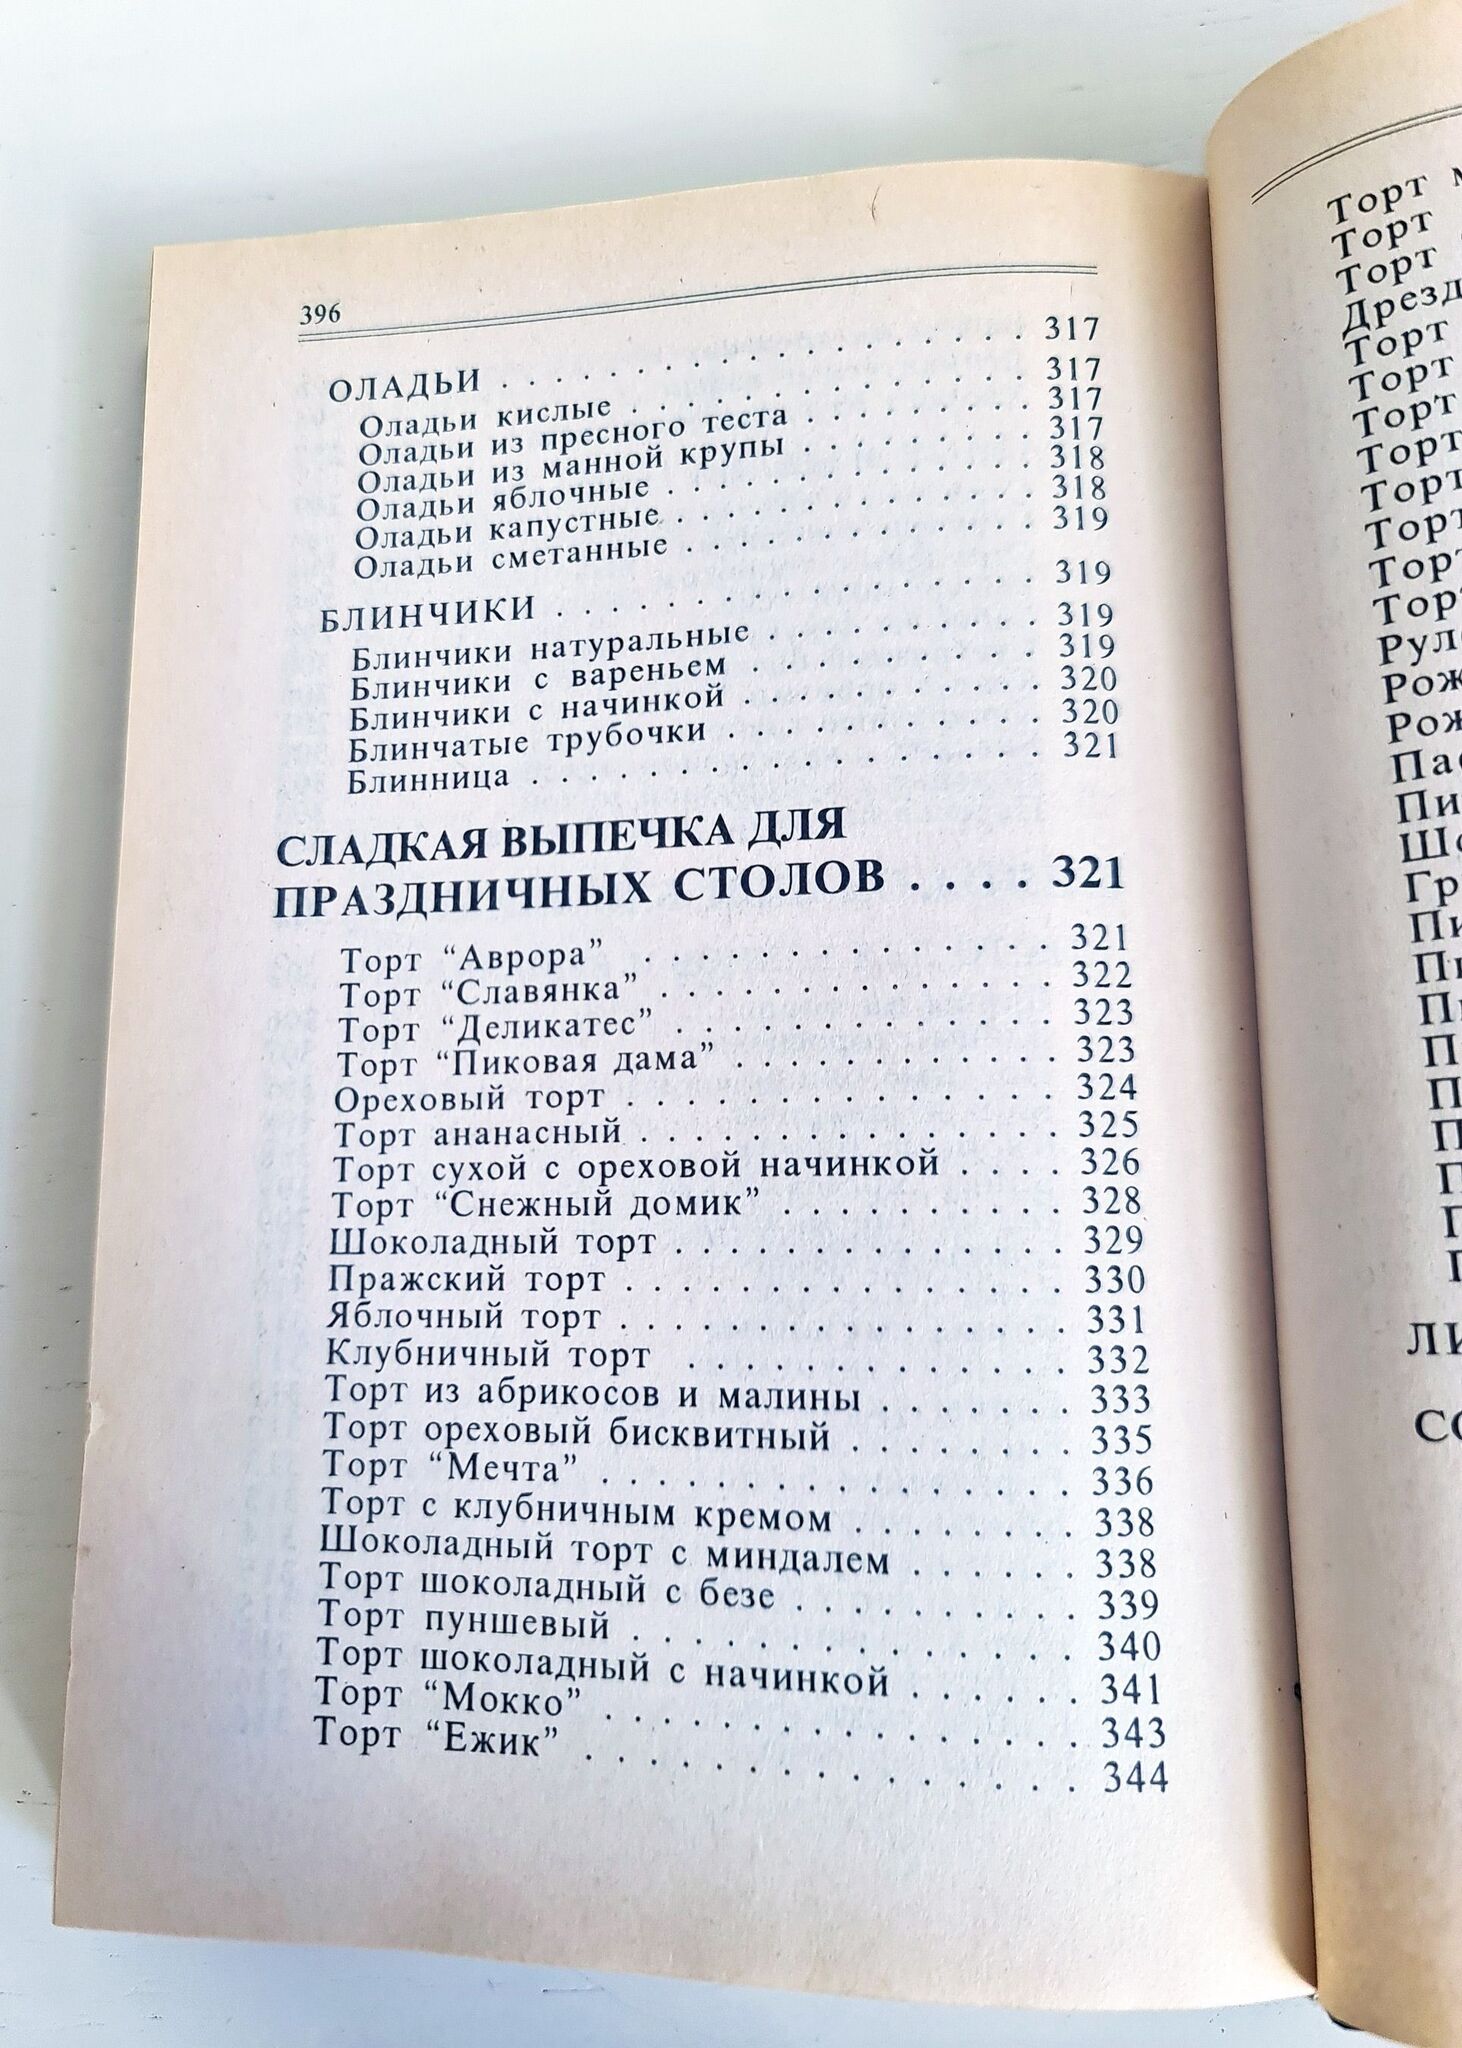 396
ОЛАДЬИ . . . . . . . . . . . . . . . . . 317
Оладьи кислые . . . . . . . . . . . . . 317
Оладьи из пресного теста . . . . . . . . 317
Оладьи из манной крупы . . . . . . . . 317
Оладьи яблочные . . . . . . . . . . . . 318
Оладьи капустные . . . . . . . . . . . . 318
Оладьи сметанные . . . . . . . . . . . . 319
БЛИНЧИКИ . . . . . . . . . . . . . . . 319
Блинчики натуральные . . . . . . . . . . 319
Блинчики с вареньем . . . . . . . . . . 319
Блинчики с начинкой . . . . . . . . . . 320
Блинчатые трубочки . . . . . . . . . . . 320
Блинница . . . . . . . . . . . . . . . . 321
СЛАДКАЯ ВЫПЕЧКА ДЛЯ
ПРАЗДНИЧНЫХ СТОЛОВ . . . . 321
Торт “Аврора” . . . . . . . . . . . . . 321
Торт “Славянка” . . . . . . . . . . . . 322
Торт “Деликатес” . . . . . . . . . . . . 323
Торт “Пиковая дама” . . . . . . . . . . 323
Ореховый торт . . . . . . . . . . . . . 324
Торт ананасный . . . . . . . . . . . . . 325
Торт сухой с ореховой начинкой . . . . 326
Торт “Снежный домик” . . . . . . . . . 328
Шоколадный торт . . . . . . . . . . . . 329
Пражский торт . . . . . . . . . . . . . 330
Яблочный торт . . . . . . . . . . . . . 331
Клубничный торт . . . . . . . . . . . . 332
Торт из абрикосов и малины . . . . . . . 333
Торт ореховый бисквитный . . . . . . . . 335
Торт “Мечта” . . . . . . . . . . . . . . 336
Торт с клубничным кремом . . . . . . . . 338
Шоколадный торт с миндалем . . . . . . 338
Торт шоколадный с безе . . . . . . . . . 339
Торт пуншевый . . . . . . . . . . . . . 340
Торт шоколадный с начинкой . . . . . . 341
Торт “Мокко” . . . . . . . . . . . . . . 343
Торт “Ежик” . . . . . . . . . . . . . . 344
Торт
Торт
Торт
Торт
Торт
Торт
Торт
Торт
Торт